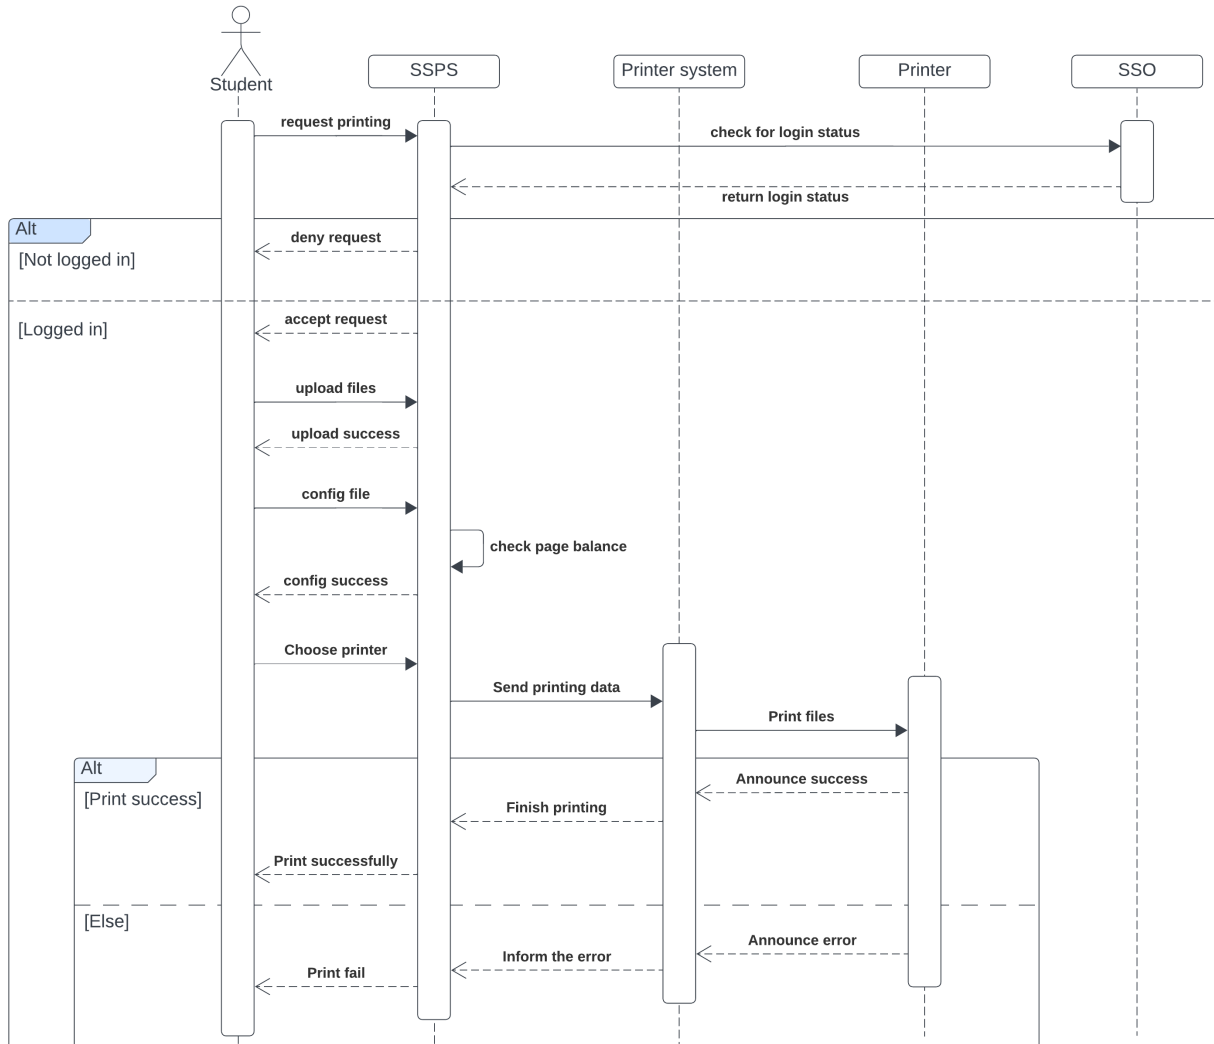 Student
SSPS
Printer system
Printer
SSO
request printing
check for login status
return login status
Alt
deny request
[Not logged in]
accept request
[Logged in]
upload files
upload success
config file
check page balance
config success
Choose printer
Send printing data
Print files
Alt
Announce success
[Print success]
Finish printing
Print successfully
[Else]
Announce error
Inform the error
Print fail